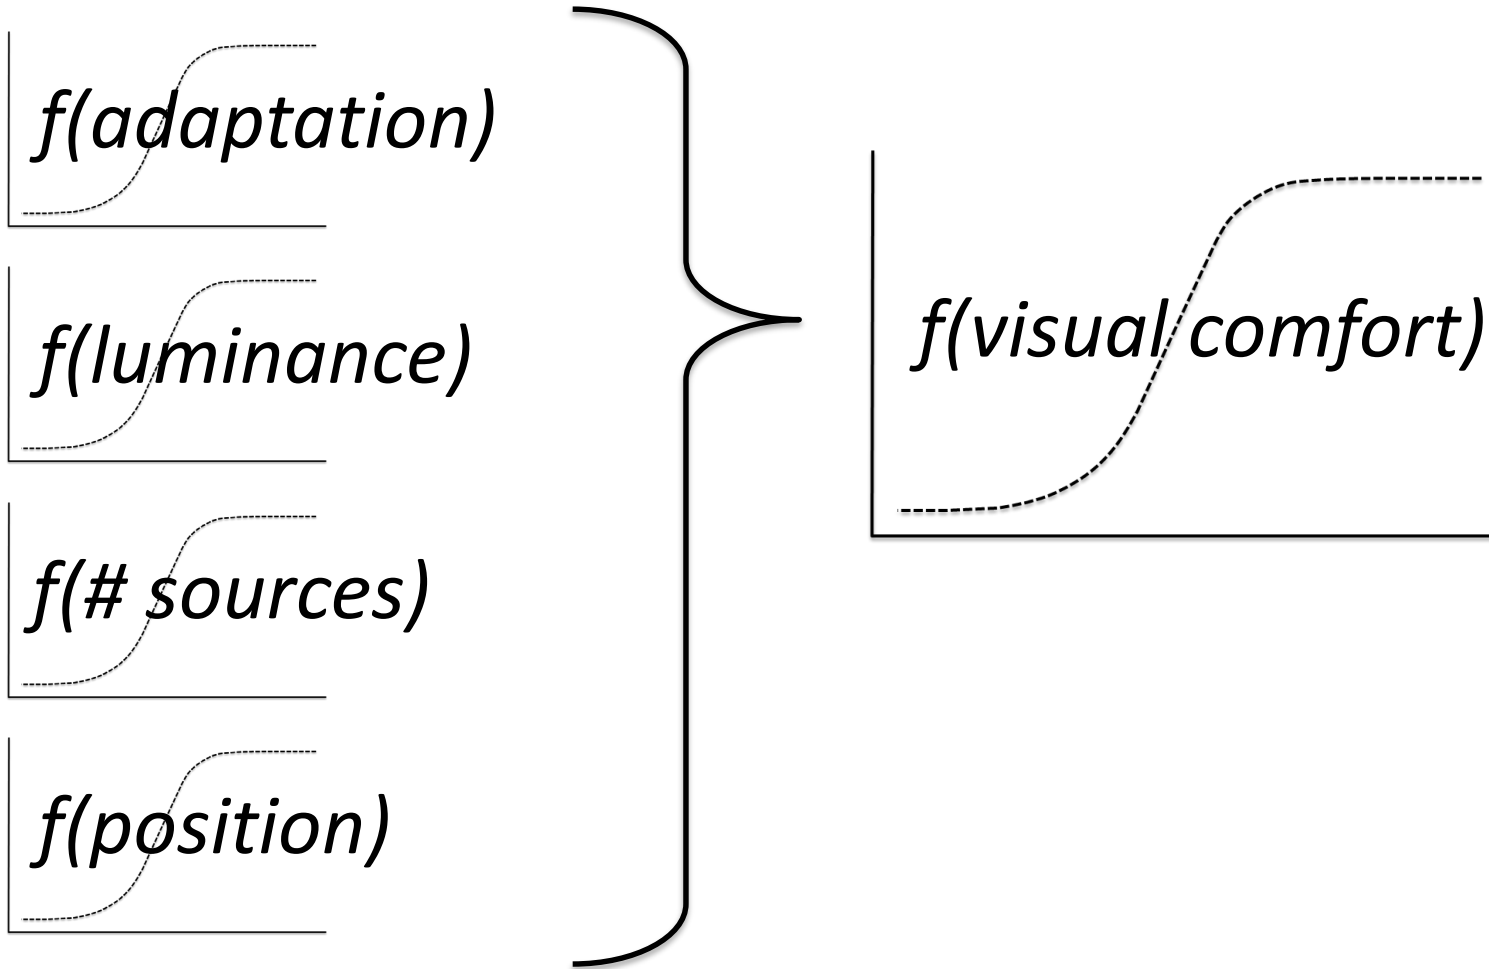 f(adaptation)
f(luminance)
f(# sources)
f(position)
f(visual comfort)